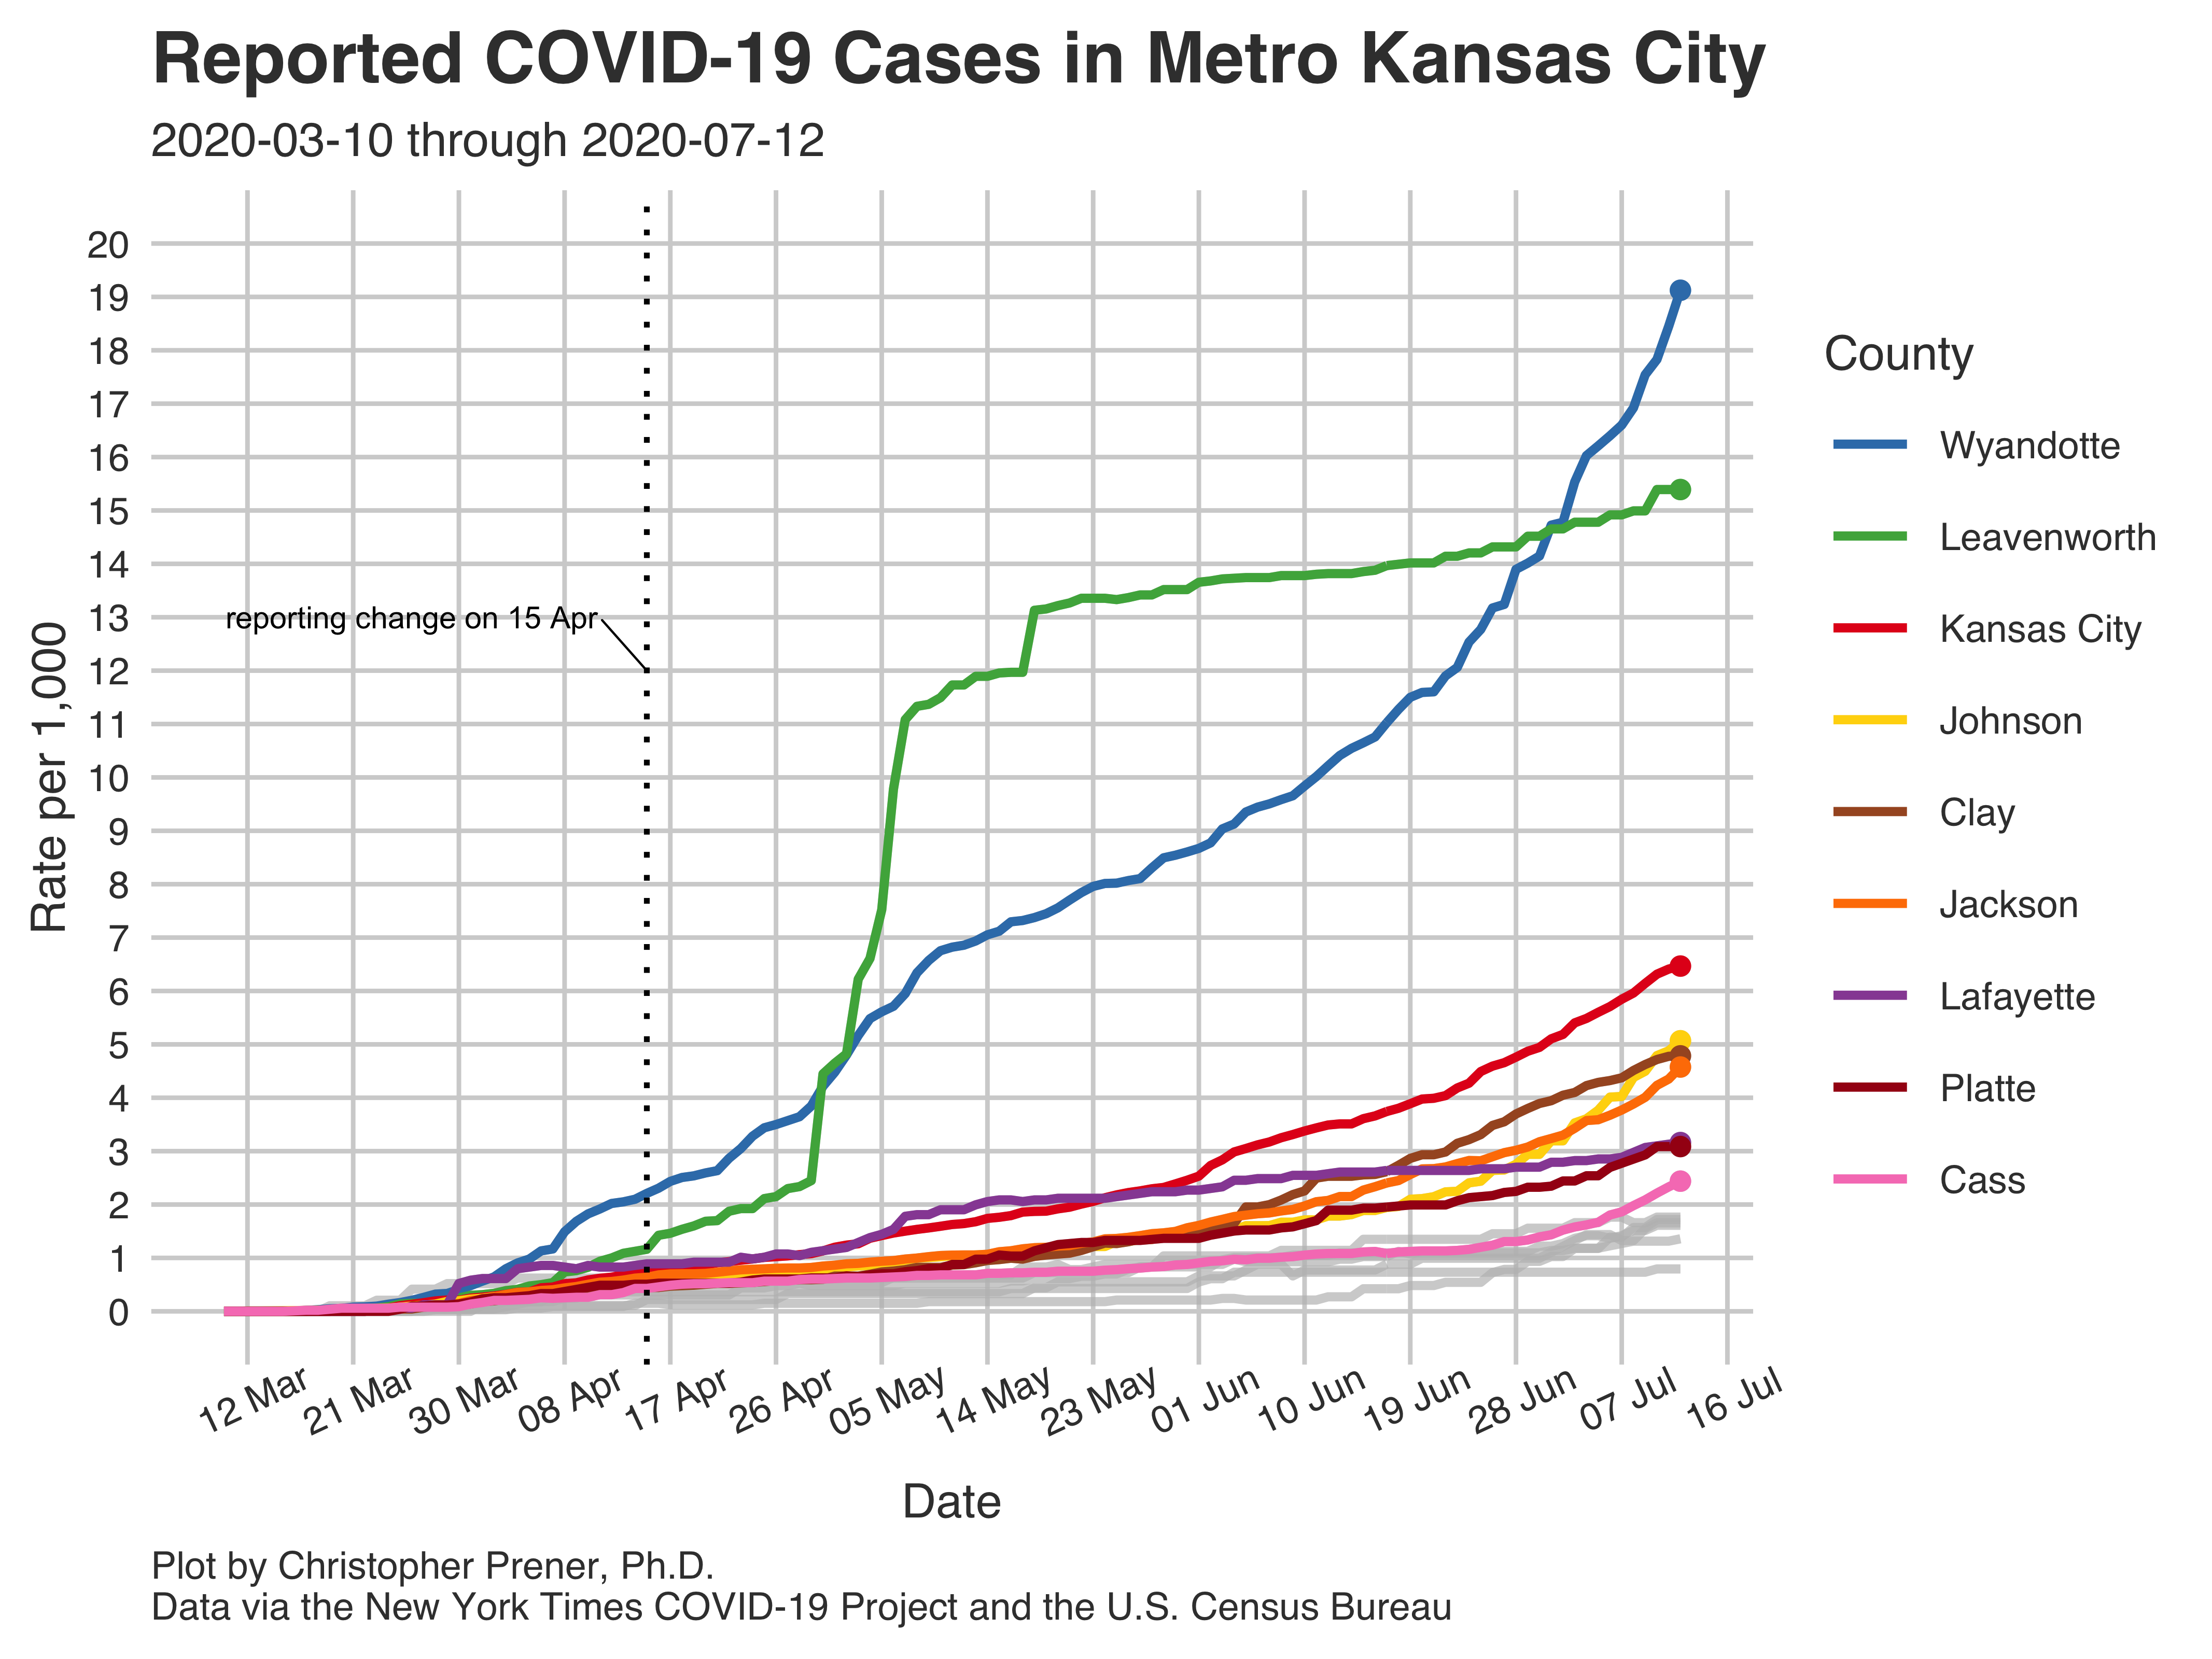 Reported COVID-19 Cases in Metro Kansas City
2020-03-10 through 2020-07-12
20
19
18
17
16
15
14
13
12
11
10
9
8
7
6
5
4
3
2
1
0
Rate per 1,000
reporting change on 15 Apr
12 Mar
21 Mar
30 Mar
08 Apr
17 Apr
26 Apr
05 May
14 May
23 May
01 Jun
10 Jun
19 Jun
28 Jun
07 Jul
16 Jul
Date
County
Wyandotte
Leavenworth
Kansas City
Johnson
Clay
Jackson
Lafayette
Platte
Cass
Plot by Christopher Prener, Ph.D.
Data via the New York Times COVID-19 Project and the U.S. Census Bureau